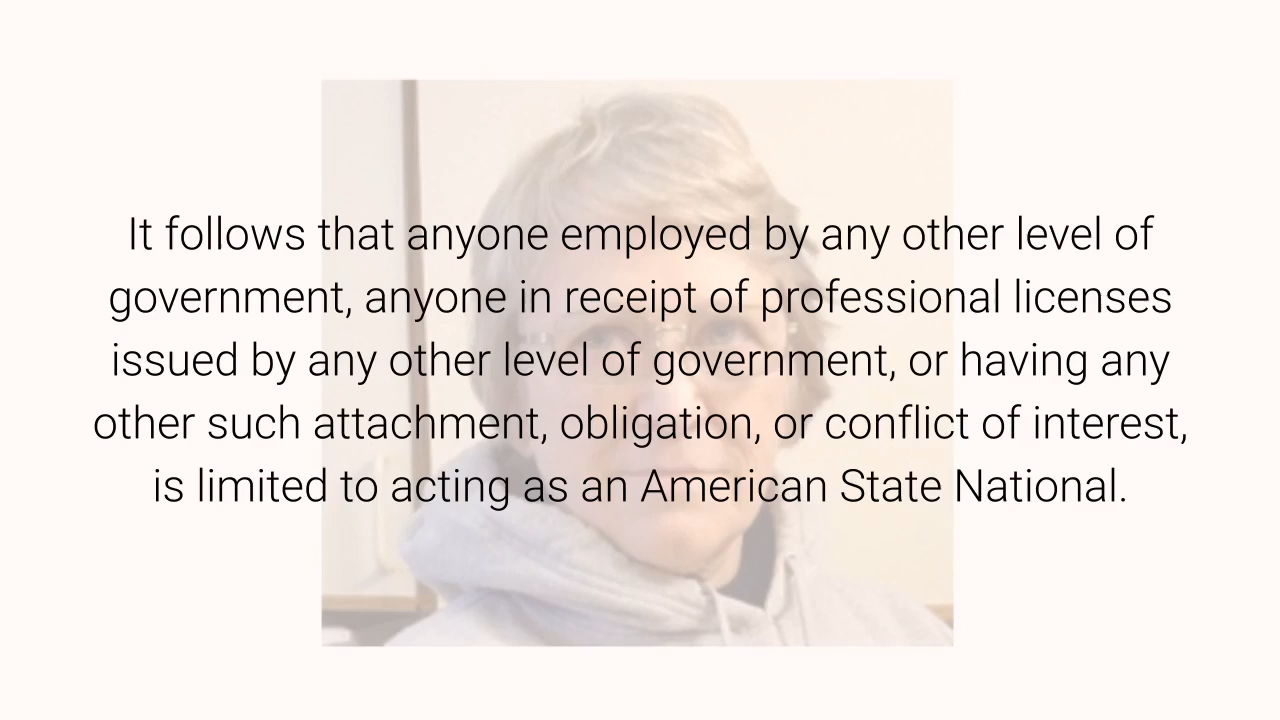 It follows that anyone employed by any other level of
government, anyone in receipt of professional licenses
issued by any other level of government, or having any
other such attachment, obligation, or conflict of interest,
is limited to acting as an American State National.